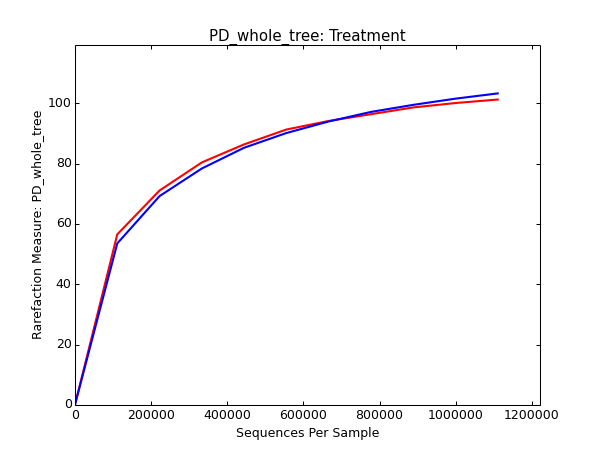 PD_whole_tree: Treatment
100
80
60
40
20
0
0 200000 400000 600000 800000 1000000 1200000
Sequences Per Sample
Rarefaction Measure: PD_whole_tree